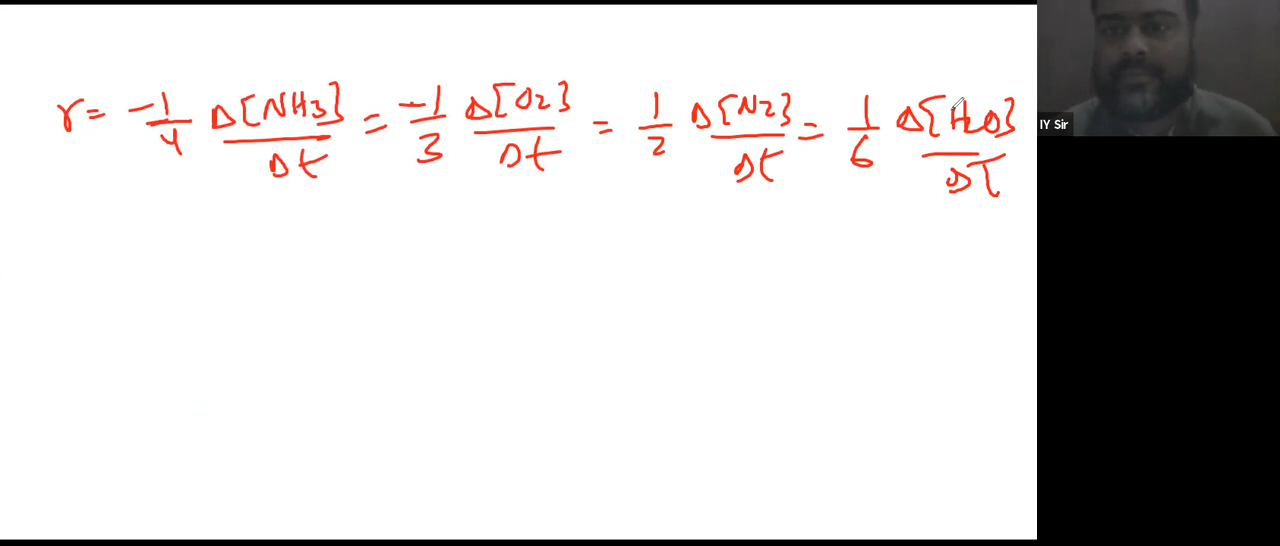 r = -1/4 Δ[NH3]/Δt = -1/3 Δ[O2]/Δt = 1/2 Δ[N2]/Δt = 1/6 Δ[H2O]/Δt
IY Sir